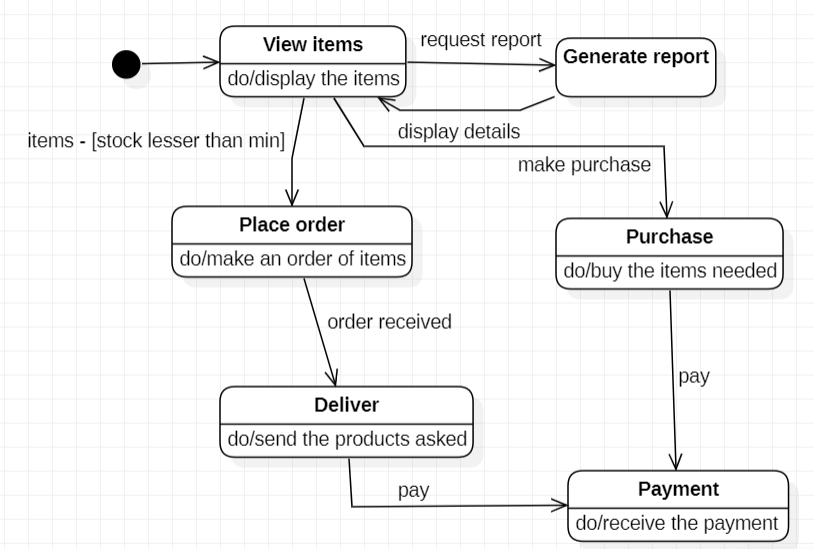 View items
do/display the items
request report
Generate report
display details
items - [stock lesser than min]
make purchase
Place order
do/make an order of items
Purchase
do/buy the items needed
order received
pay
Deliver
do/send the products asked
pay
Payment
do/receive the payment